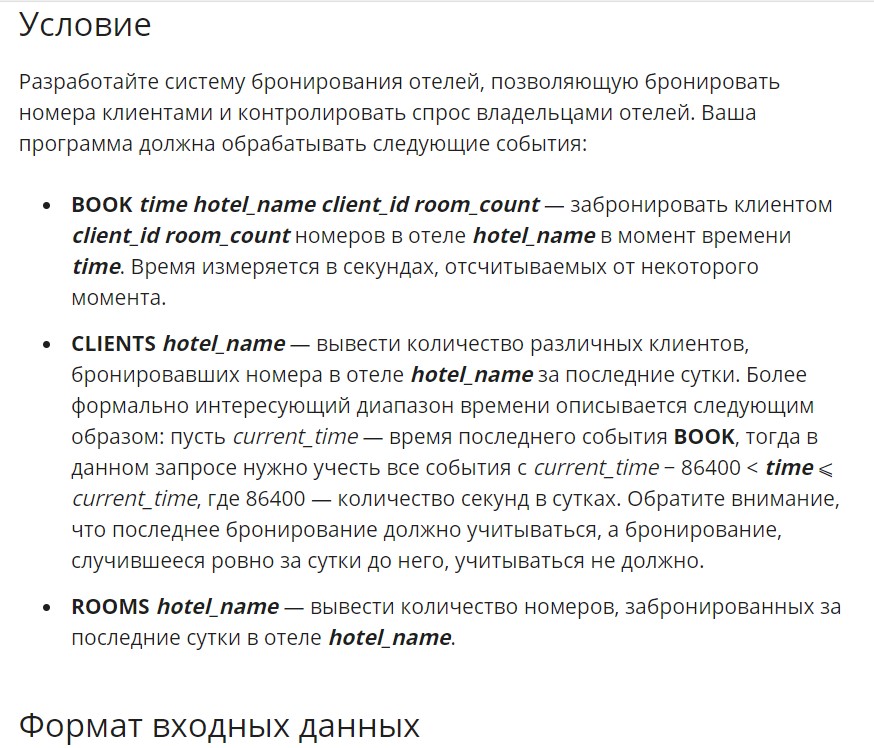 Условие
Разработайте систему бронирования отелей, позволяющую бронировать
номера клиентами и контролировать спрос владельцами отелей. Ваша
программа должна обрабатывать следующие события:
• BOOK time hotel_name client_id room_count — забронировать клиентом
client_id room_count номеров в отеле hotel_name в момент времени
time. Время измеряется в секундах, отсчитываемых от некоторого
момента.
• CLIENTS hotel_name — вывести количество различных клиентов,
бронировавших номера в отеле hotel_name за последние сутки. Более
формально интересующий диапазон времени описывается следующим
образом: пусть current_time — время последнего события BOOK, тогда в
данном запросе нужно учесть все события с current_time − 86400 < time ⩽
current_time, где 86400 — количество секунд в сутках. Обратите внимание,
что последнее бронирование должно учитываться, а бронирование,
случившееся ровно за сутки до него, учитываться не должно.
• ROOMS hotel_name — вывести количество номеров, забронированных за
последние сутки в отеле hotel_name.
Формат входных данных